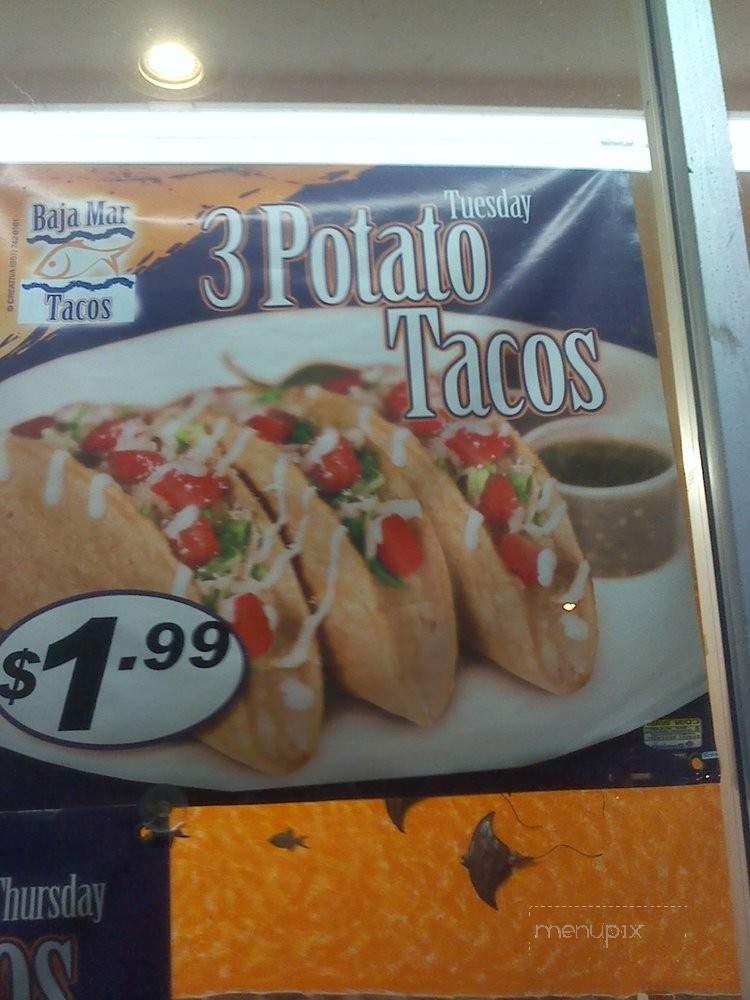 Baja Mar
Tacos
Tuesday
3 Potato
Tacos
$1.99
Thursday
menupix